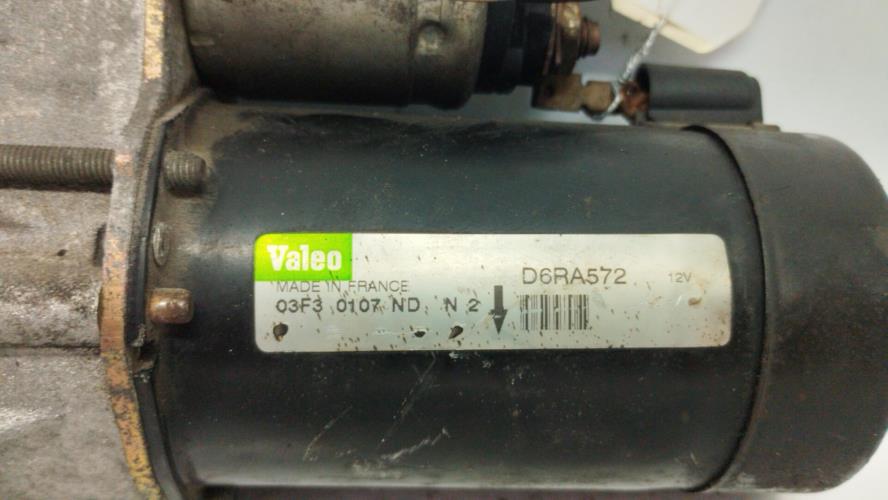 Valeo
MADE IN FRANCE
03F3 0107 ND N 2
D6RA572 12V